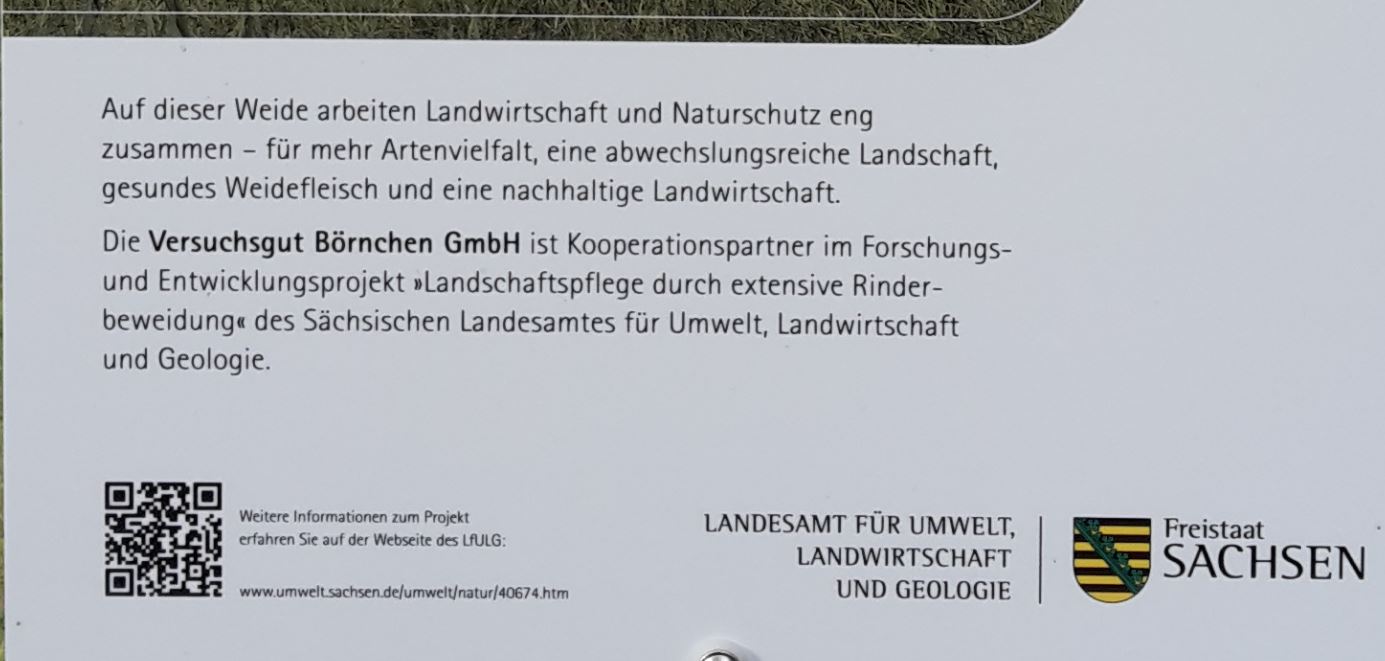 Auf dieser Weide arbeiten Landwirtschaft und Naturschutz eng
zusammen – für mehr Artenvielfalt, eine abwechslungsreiche Landschaft,
gesundes Weidefleisch und eine nachhaltige Landwirtschaft.
Die Versuchsgut Börnchen GmbH ist Kooperationspartner im Forschungs-
und Entwicklungsprojekt »Landschaftspflege durch extensive Rinder-
beweidung« des Sächsischen Landesamtes für Umwelt, Landwirtschaft
und Geologie.
Weitere Informationen zum Projekt
erfahren Sie auf der Webseite des LfULG:
www.umwelt.sachsen.de/umwelt/natur/40674.htm
LANDESAMT FÜR UMWELT,
LANDWIRTSCHAFT
UND GEOLOGIE
Freistaat
SACHSEN